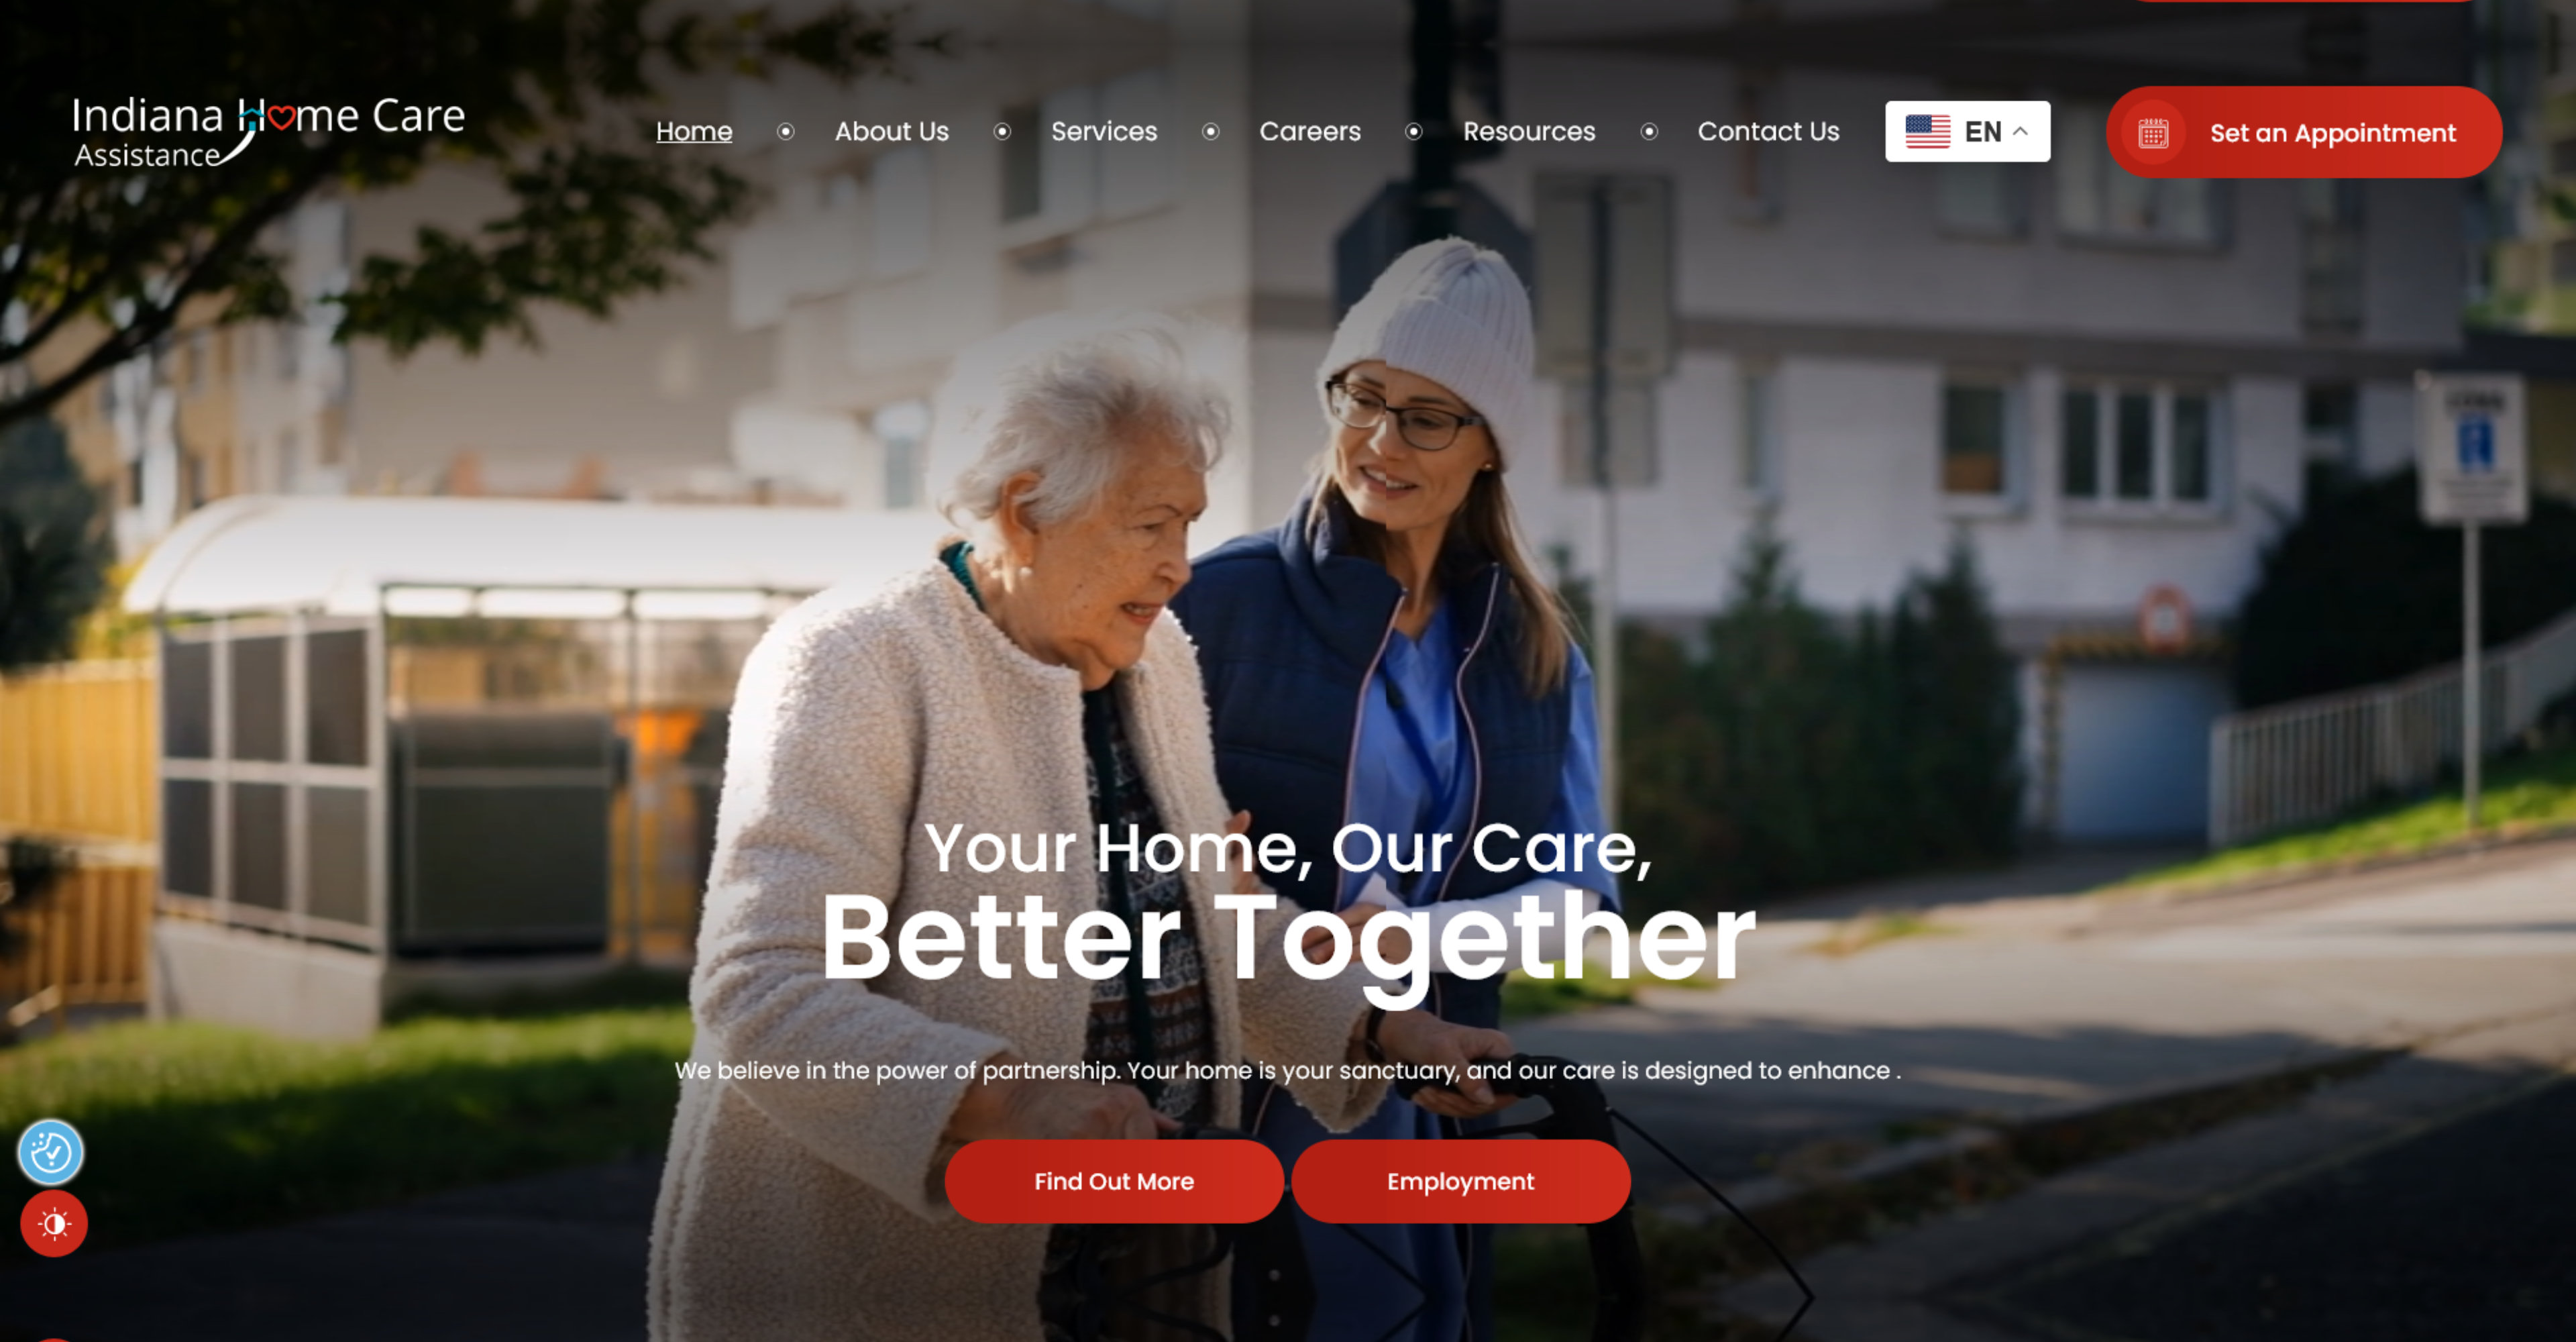 Indiana Home Care
Assistance
Home
About Us
Services
Careers
Resources
Contact Us
EN
Set an Appointment
Your Home, Our Care,
Better Together
We believe in the power of partnership. Your home is your sanctuary, and our care is designed to enhance .
Find Out More
Employment